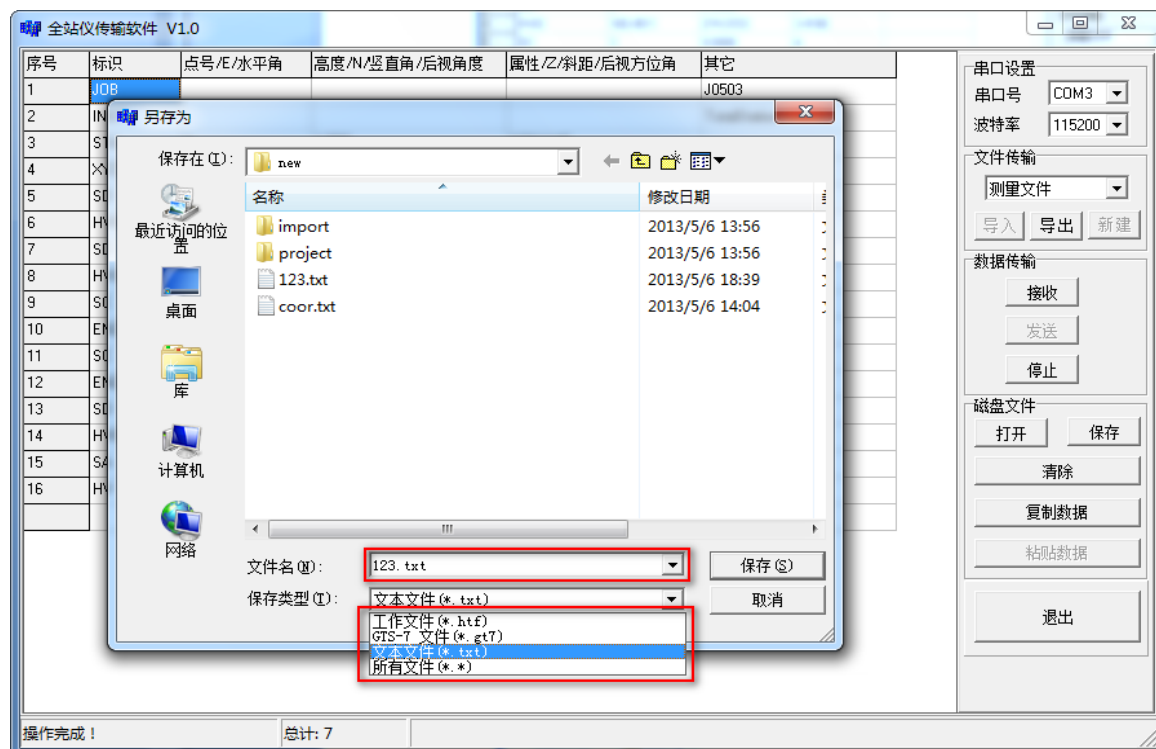 全站仪传输软件 V1.0
序号 标识 点号/E/水平角 高度/N/竖直角/后视角度 属性/Z/斜距/后视方位角 其它
1 JOB J0503
2 IN
3 ST
4 XY
5 SD
6 HV
7 SD
8 HV
9 SO
10 EN
11 SO
12 EN
13 SD
14 HV
15 SA
16 HV
另存为
保存在(I): new
名称 修改日期
import 2013/5/6 13:56
project 2013/5/6 13:56
123.txt 2013/5/6 18:39
coor.txt 2013/5/6 14:04
最近访问的位
置
桌面
库
计算机
网络
文件名(N): 123.txt 保存(S)
保存类型(T): 文本文件(*.txt) 取消
工作文件(*.htf)
GTS-7 文件(*.gt7)
文本文件(*.txt)
所有文件(*.*)
串口设置
串口号 COM3
波特率 115200
文件传输
测量文件
导入 导出 新建
数据传输
接收
发送
停止
磁盘文件
打开 保存
清除
复制数据
粘贴数据
退出
操作完成！ 总计: 7